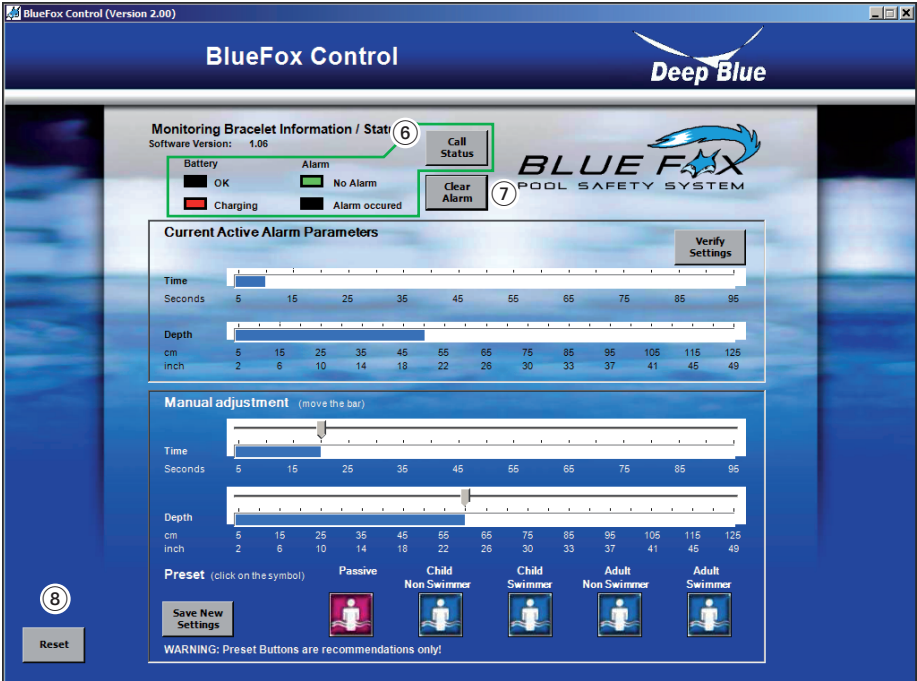 BlueFox Control (Version 2.00)
BlueFox Control
Deep Blue
Monitoring Bracelet Information / Stat
6
Call Status
Software Version: 1.06
Battery Alarm
OK No Alarm
Charging Alarm occured
Clear Alarm
7
BLUE FOX
POOL SAFETY SYSTEM
Current Active Alarm Parameters
Verify Settings
Time
Seconds 5 15 25 35 45 55 65 75 85 95
Depth
cm 5 15 25 35 45 55 65 75 85 95 105 115 125
inch 2 6 10 14 18 22 26 30 33 37 41 45 49
Manual adjustment (move the bar)
Time
Seconds 5 15 25 35 45 55 65 75 85 95
Depth
cm 5 15 25 35 45 55 65 75 85 95 105 115 125
inch 2 6 10 14 18 22 26 30 33 37 41 45 49
Preset (click on the symbol)
Passive
Child Non Swimmer
Child Swimmer
Adult Non Swimmer
Adult Swimmer
Save New Settings
WARNING: Preset Buttons are recommendations only!
8
Reset